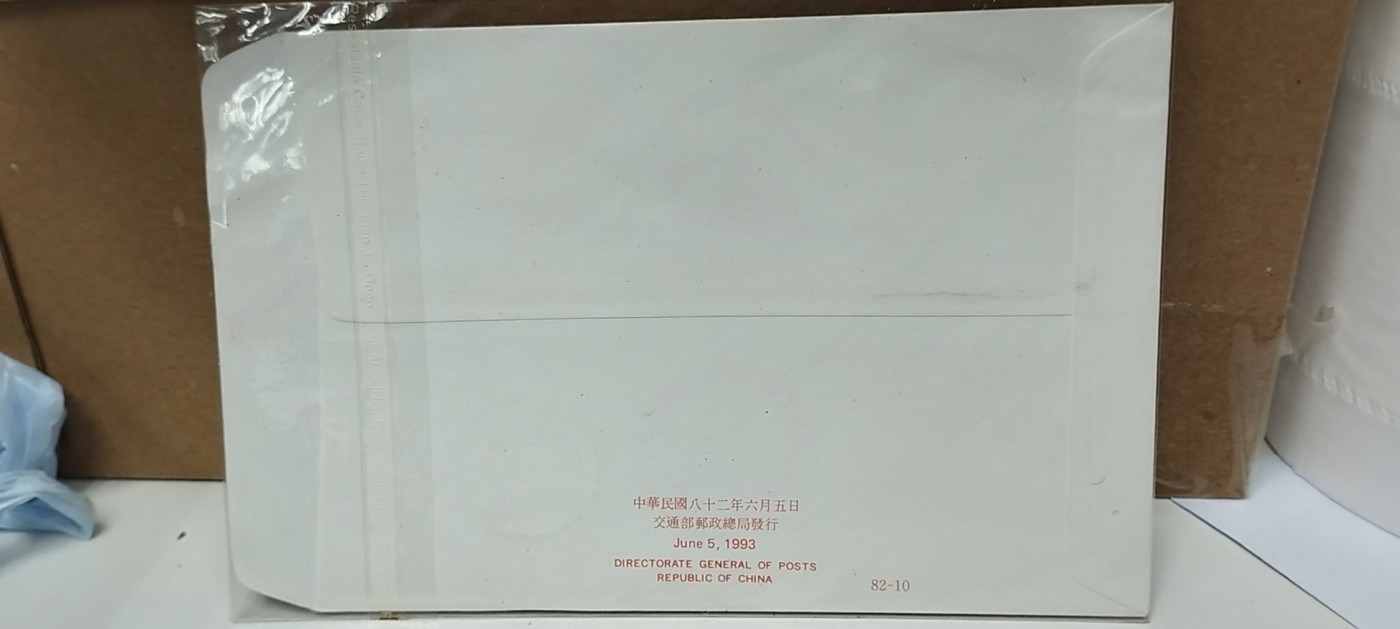 中華民國八十二年六月五日
交通部郵政總局發行
June 5, 1993
DIRECTORATE GENERAL OF POSTS
REPUBLIC OF CHINA
82-10